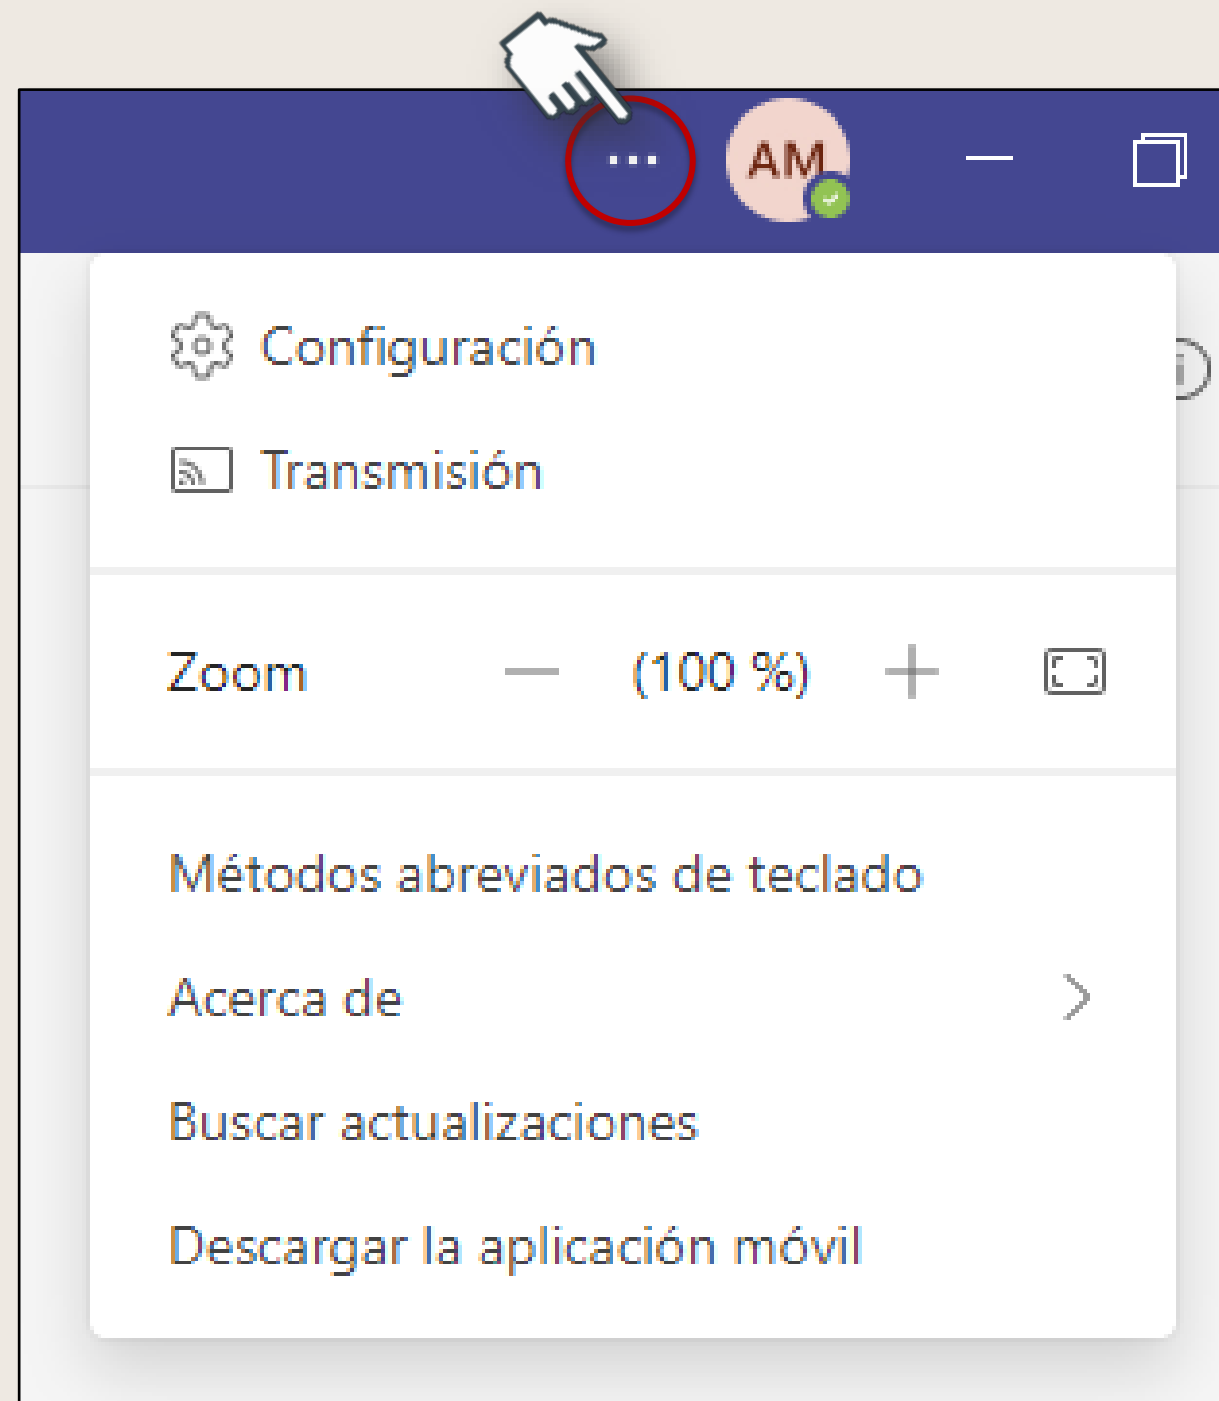 AM
Configuración
Transmisión
Zoom — (100 %) +
Métodos abreviados de teclado
Acerca de
Buscar actualizaciones
Descargar la aplicación móvil